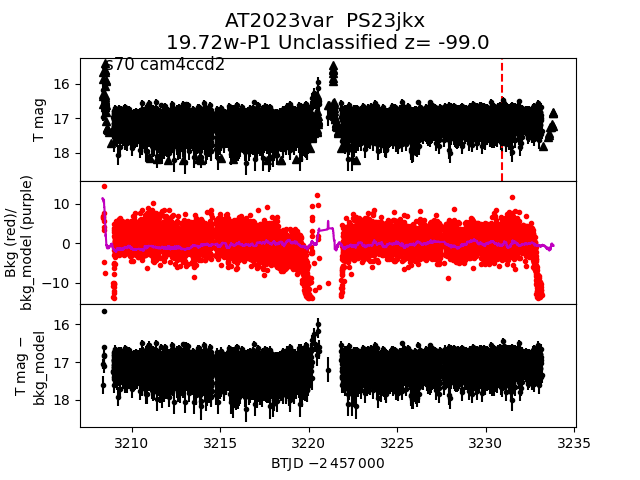 AT2023var  PS23jkx
19.72w-P1 Unclassified z= -99.0
s70 cam4ccd2
T mag
16
17
18
Bkg (red)/
bkg_model (purple)
10
0
−10
T mag −
bkg_model
16
17
18
3210 3215 3220 3225 3230 3235
BTJD −2 457 000